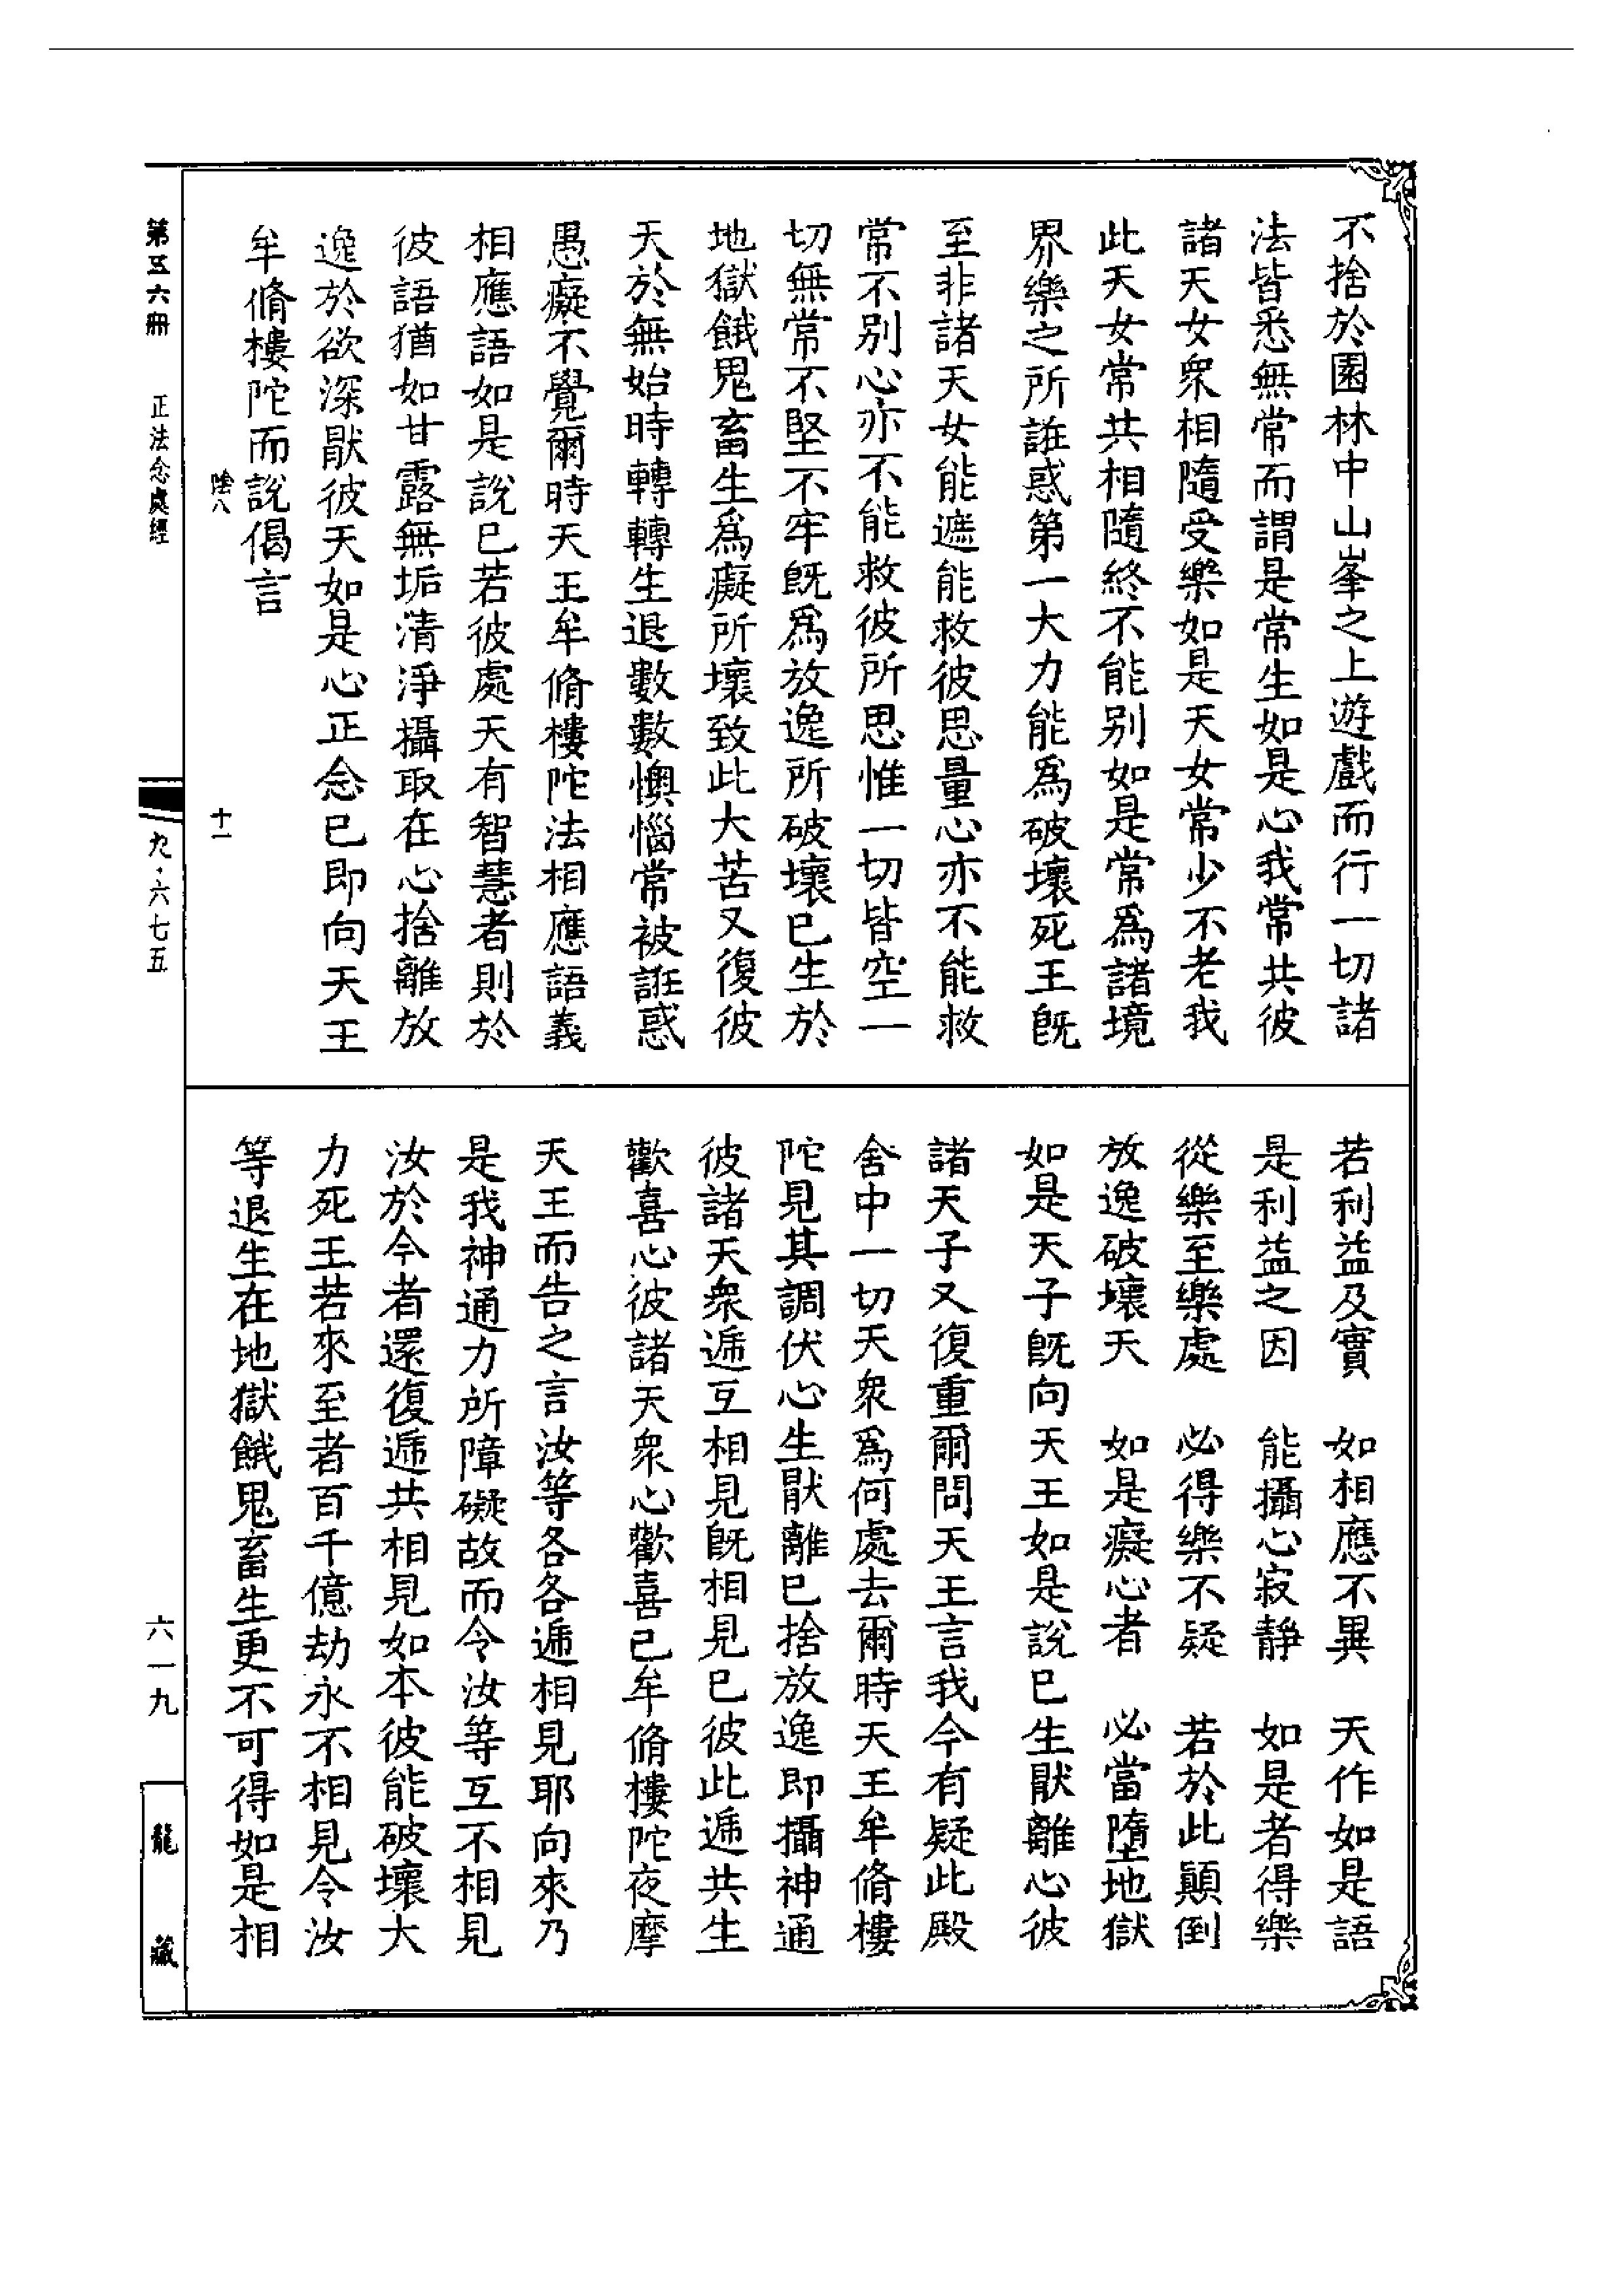 不捨於園林中山峯之上遊戲而行一切諸
法皆悉無常而謂是常生如是心我常共彼
諸天女衆相隨受樂如是天女常少不老我
此天女常共相隨終不能别如是常爲諸境
界樂之所誑惑第一大力能爲破壞死王旣
至非諸天女能遮能救彼思量心亦不能救
常不别心亦不能救彼所思惟一切皆空一
切無常不堅不牢旣爲放逸所破壞已生於
地獄餓鬼畜生爲癡所壞致此大苦又復彼
天於無始時轉轉生退數數懊惱常被誑惑
愚癡不覺爾時天王牟脩樓陀法相應語義
相應語如是說已若彼處天有智慧者則於
彼語猶如甘露無垢清淨攝取在心捨離放
逸於欲深厭彼天如是心正念已即向天王
牟脩樓陀而說偈言
若利益及實　如相應不異　天作如是語
是利益之因　能攝心寂靜　如是者得樂
從樂至樂處　必得樂不疑　若於此顛倒
放逸破壞天　如是癡心者　必當墮地獄
如是天子旣向天王如是說已生厭離心彼
諸天子又復重爾問天王言我今有疑此殿
舍中一切天衆爲何處去爾時天王牟脩樓
陀見其調伏心生厭離已捨放逸即攝神通
彼諸天衆遞互相見旣相見已彼此遞共生
歡喜心彼諸天衆心歡喜已牟脩樓陀夜摩
天王而告之言汝等各各遞相見耶向來乃
是我神通力所障礙故而令汝等互不相見
汝於今者還復遞共相見如本彼能破壞大
力死王若來至者百千億劫永不相見令汝
等退生在地獄餓鬼畜生更不可得如是相
陰八
十一
第五六册
正法念處經
九·六七五
六一九
龍藏